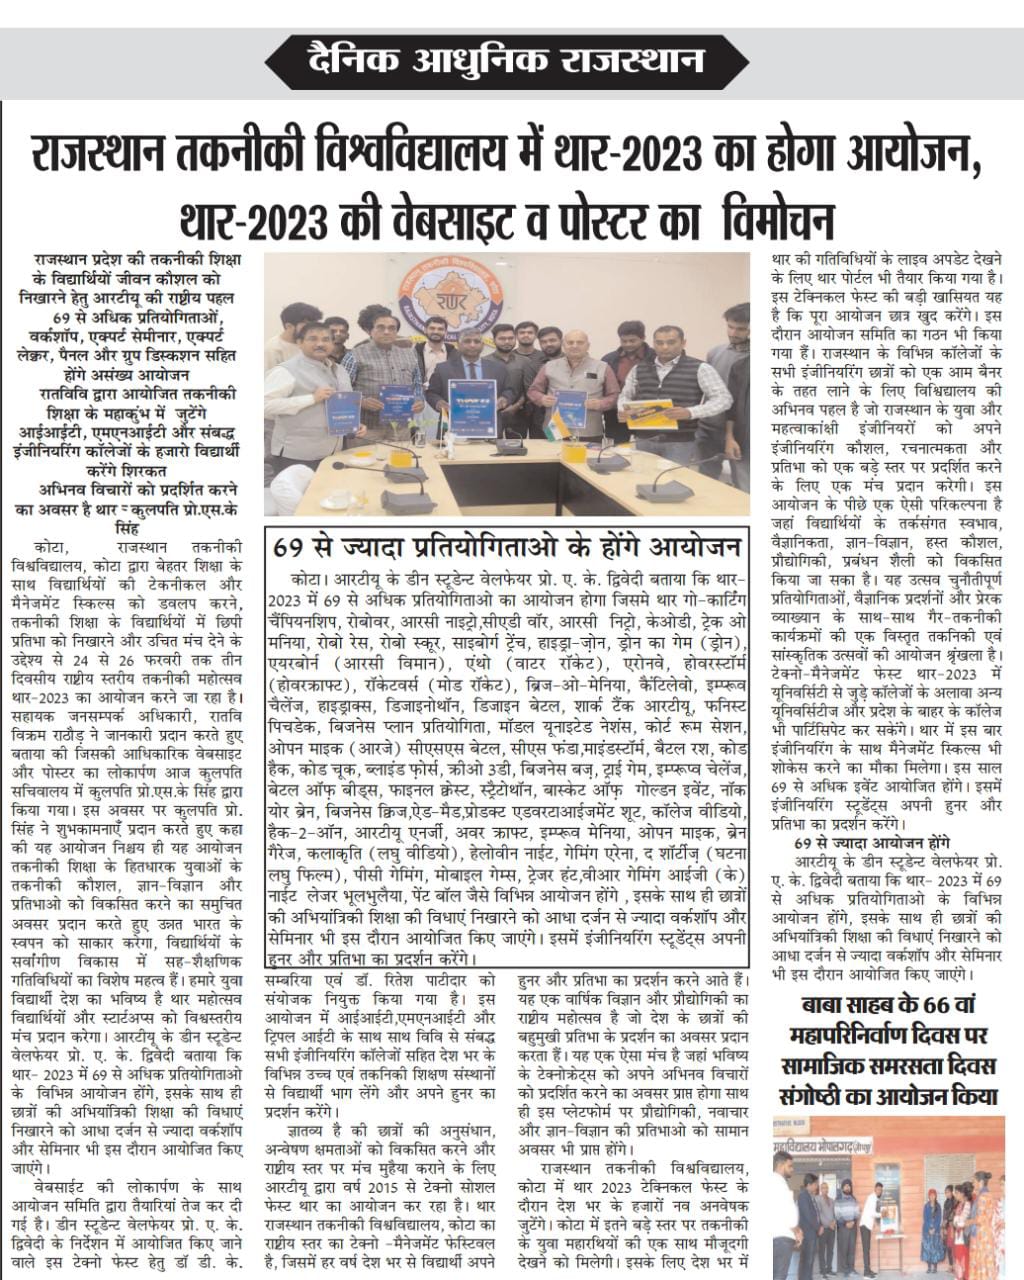 दैनिक आधुनिक राजस्थान
राजस्थान तकनीकी विश्वविद्यालय में थार-2023 का होगा आयोजन,
थार-2023 की वेबसाइट व पोस्टर का विमोचन
राजस्थान प्रदेश की तकनीकी शिक्षा
के विद्यार्थियों जीवन कौशल को
निखारने हेतु आरटीयू की राष्ट्रीय पहल
69 से अधिक प्रतियोगिताओं,
वर्कशॉप, एक्पर्ट सेमीनार, एक्पर्ट
लेक्चर, पैनल और ग्रुप डिस्कशन सहित
होंगे असंख्य आयोजन
रातविवि द्वारा आयोजित तकनीकी
शिक्षा के महाकुंभ में जुटेंगे
आईआईटी, एमएनआईटी और संबद्ध
इंजीनियरिंग कॉलेजों के हजारो विद्यार्थी
करेंगे शिरकत
अभिनव विचारों को प्रदर्शित करने
का अवसर है थार - कुलपति प्रो.एस.के
सिंह
कोटा, राजस्थान तकनीकी
विश्वविद्यालय, कोटा द्वारा बेहतर शिक्षा के
साथ विद्यार्थियों की टेकनीकल और
मैनेजमेंट स्किल्स को डवलप करने,
तकनीकी शिक्षा के विद्यार्थियों में छिपी
प्रतिभा को निखारने और उचित मंच देने के
उद्देश्य से 24 से 26 फरवरी तक तीन
दिवसीय राष्ट्रीय स्तरीय तकनीकी महोत्सव
थार-2023 का आयोजन करने जा रहा है।
सहायक जनसम्पर्क अधिकारी, रातवि
विक्रम राठौड़ ने जानकारी प्रदान करते हुए
बताया की जिसकी आधिकारिक वेबसाइट
और पोस्टर का लोकार्पण आज कुलपति
सचिवालय में कुलपति प्रो.एस.के सिंह द्वारा
किया गया। इस अवसर पर कुलपति प्रो.
सिंह ने शुभकामनाएँ प्रदान करते हुए कहा
की यह आयोजन निश्चय ही यह आयोजन
तकनीकी शिक्षा के हितधारक युवाओं के
तकनीकी कौशल, ज्ञान-विज्ञान और
प्रतिभाओ को विकसित करने का समुचित
अवसर प्रदान करते हुए उन्नत भारत के
स्वपन को साकार करेगा, विद्यार्थियों के
सर्वांगीण विकास में सह-शैक्षणिक
गतिविधियों का विशेष महत्व हैं। हमारे युवा
विद्यार्थी देश का भविष्य है थार महोत्सव
विद्यार्थियों और स्टार्टअप्स को विश्वस्तरीय
मंच प्रदान करेगा। आरटीयू के डीन स्टूडेन्ट
वेलफेयर प्रो. ए. के. द्विवेदी बताया कि
थार- 2023 में 69 से अधिक प्रतियोगिताओ
के विभिन्न आयोजन होंगे, इसके साथ ही
छात्रों की अभियांत्रिकी शिक्षा की विधाएं
निखारने को आधा दर्जन से ज्यादा वर्कशॉप
और सेमिनार भी इस दौरान आयोजित किए
जाएंगे।
वेबसाईट की लोकार्पण के साथ
आयोजन समिति द्वारा तैयारियां तेज कर दी
गई है। डीन स्टूडेन्ट वेलफेयर प्रो. ए. के.
द्विवेदी के निर्देशन में आयोजित किए जाने
वाले इस टेक्नो फेस्ट हेतु डॉ डी. के.
69 से ज्यादा प्रतियोगिताओ के होंगे आयोजन
कोटा। आरटीयू के डीन स्टूडेन्ट वेलफेयर प्रो. ए. के. द्विवेदी बताया कि थार-
2023 में 69 से अधिक प्रतियोगिताओ का आयोजन होगा जिसमे थार गो-कार्टिंग
चैंपियनशिप, रोबोवर, आरसी नाइट्रो,सीएडी वॉर, आरसी निट्रो, केओडी, ट्रेक ओ
मनिया, रोबो रेस, रोबो स्कूर, साइबोर्ग ट्रेंच, हाइड्रा-ज़ोन, ड्रोन का गेम (ड्रोन),
एयरबोर्न (आरसी विमान), एंथो (वाटर रॉकेट), एरोनवे, होवरस्टॉर्म
(होवरक्राफ्ट), रॉकेटवर्स (मोड रॉकेट), ब्रिज-ओ-मेनिया, कैंटिलेवो, इम्प्रूव
चैलेंज, हाइड्राक्स, डिजाइनोथॉन, डिजाइन बेटल, शार्क टैंक आरटीयू, फनिस्ट
पिचडेक, बिजनेस प्लान प्रतियोगिता, मॉडल यूनाइटेड नेशंस, कोर्ट रूम सेशन,
ओपन माइक (आरजे) सीएसएस बेटल, सीएस फंडा,माइंडस्टॉर्म, बैटल रश, कोड
हैक, कोड चूक, ब्लाइंड फोर्स, क्रीओ 3डी, बिजनेस बज़, ट्राई गेम, इम्प्रूव्प चेलेंज,
बेटल ऑफ बीड्स, फाइनल क्रेस्ट, स्ट्रैटोथॉन, बास्केट ऑफ गोल्डन इवेंट, नॉक
योर ब्रेन, बिजनेस क्विज,ऐड-मैड,प्रोडक्ट एडवरटाआईजमेंट शूट, कॉलेज वीडियो,
हैक-2-ऑन, आरटीयू एनर्जी, अवर क्राफ्ट, इम्प्रूव मेनिया, ओपन माइक, ब्रेन
गैरेज, कलाकृति (लघु वीडियो), हेलोवीन नाईट, गेमिंग एरेना, द शॉर्टीज़ (घटना
लघु फिल्म), पीसी गेमिंग, मोबाइल गेम्स, ट्रेजर हंट,वीआर गेमिंग आईजी (के)
नाईट लेजर भूलभुलैया, पेंट बॉल जैसे विभिन्न आयोजन होंगे , इसके साथ ही छात्रों
की अभियांत्रिकी शिक्षा की विधाएं निखारने को आधा दर्जन से ज्यादा वर्कशॉप और
सेमिनार भी इस दौरान आयोजित किए जाएंगे। इसमें इंजीनियरिंग स्टूडेंट्स अपनी
हुनर और प्रतिभा का प्रदर्शन करेंगे।
सम्बरिया एवं डॉ. रितेश पाटीदार को
संयोजक नियुक्त किया गया है। इस
आयोजन में आईआईटी,एमएनआईटी और
ट्रिपल आईटी के साथ साथ विवि से संबद्ध
सभी इंजीनियरिंग कॉलेजों सहित देश भर के
विभिन्न उच्च एवं तकनिकी शिक्षण संस्थानों
से विद्यार्थी भाग लेंगे और अपने हुनर का
प्रदर्शन करेंगे।
ज्ञातव्य है की छात्रों की अनुसंधान,
अन्वेषण क्षमताओं को विकसित करने और
राष्ट्रीय स्तर पर मंच मुहैया कराने के लिए
आरटीयू द्वारा वर्ष 2015 से टेक्नो सोशल
फेस्ट थार का आयोजन कर रहा है। थार
राजस्थान तकनीकी विश्वविद्यालय, कोटा का
राष्ट्रीय स्तर का टेक्नो -मैनेजमेंट फेस्टिवल
है, जिसमें हर वर्ष देश भर से विद्यार्थी अपने
हुनर और प्रतिभा का प्रदर्शन करने आते हैं।
यह एक वार्षिक विज्ञान और प्रौद्योगिकी का
राष्ट्रीय महोत्सव है जो देश के छात्रों की
बहुमुखी प्रतिभा के प्रदर्शन का अवसर प्रदान
करता हैं। यह एक ऐसा मंच है जहां भविष्य
के टेक्नोक्रेट्स को अपने अभिनव विचारों
को प्रदर्शित करने का अवसर प्राप्त होगा साथ
ही इस प्लेटफोर्म पर प्रौद्योगिकी, नवाचार
और ज्ञान-विज्ञान की प्रतिभाओ को सामान
अवसर भी प्राप्त होंगे।
राजस्थान तकनीकी विश्वविद्यालय,
कोटा में थार 2023 टेक्निकल फेस्ट के
दौरान देश भर के हजारों नव अनवेषक
जुटेंगे। कोटा में इतने बड़े स्तर पर तकनीकी
के युवा महारथियों की एक साथ मौजूदगी
देखने को मिलेगी। इसके लिए देश भर में
थार की गतिविधियों के लाइव अपडेट देखने
के लिए थार पोर्टल भी तैयार किया गया है।
इस टेक्निकल फेस्ट की बड़ी खासियत यह
है कि पूरा आयोजन छात्र खुद करेंगे। इस
दौरान आयोजन समिति का गठन भी किया
गया हैं। राजस्थान के विभिन्न कॉलेजों के
सभी इंजीनियरिंग छात्रों को एक आम बैनर
के तहत लाने के लिए विश्विद्यालय की
अभिनव पहल है जो राजस्थान के युवा और
महत्वाकांक्षी इंजीनियरों को अपने
इंजीनियरिंग कौशल, रचनात्मकता और
प्रतिभा को एक बड़े स्तर पर प्रदर्शित करने
के लिए एक मंच प्रदान करेगी। इस
आयोजन के पीछे एक ऐसी परिकल्पना है
जहां विद्यार्थियों के तर्कसंगत स्वभाव,
वैज्ञानिकता, ज्ञान-विज्ञान, हस्त कौशल,
प्रौद्योगिकी, प्रबंधन शैली को विकसित
किया जा सका है। यह उत्सव चुनौतीपूर्ण
प्रतियोगिताओं, वैज्ञानिक प्रदर्शनों और प्रेरक
व्याख्यान के साथ-साथ गैर-तकनीकी
कार्यक्रमों की एक विस्तृत तकनिकी एवं
सांस्कृतिक उत्सवों की आयोजन श्रृंखला है।
टेक्नो-मैनेजमेंट फेस्ट थार-2023 में
यूनिवर्सिटी से जुड़े कॉलेजों के अलावा अन्य
यूनिवर्सिटीज और प्रदेश के बाहर के कॉलेज
भी पार्टिसिपेट कर सकेंगे। थार में इस बार
इंजीनियरिंग के साथ मैनेजमेंट स्किल्स भी
शोकेस करने का मौका मिलेगा। इस साल
69 से अधिक इवेंट आयोजित होंगे। इसमें
इंजीनियरिंग स्टूडेंट्स अपनी हुनर और
प्रतिभा का प्रदर्शन करेंगे।
69 से ज्यादा आयोजन होंगे
आरटीयू के डीन स्टूडेन्ट वेलफेयर प्रो.
ए. के. द्विवेदी बताया कि थार- 2023 में 69
से अधिक प्रतियोगिताओ के विभिन्न
आयोजन होंगे, इसके साथ ही छात्रों की
अभियांत्रिकी शिक्षा की विधाएं निखारने को
आधा दर्जन से ज्यादा वर्कशॉप और सेमिनार
भी इस दौरान आयोजित किए जाएंगे।
बाबा साहब के 66 वां
महापरिनिर्वाण दिवस पर
सामाजिक समरसता दिवस
संगोष्ठी का आयोजन किया
महाविद्यालय भोपालगढ़